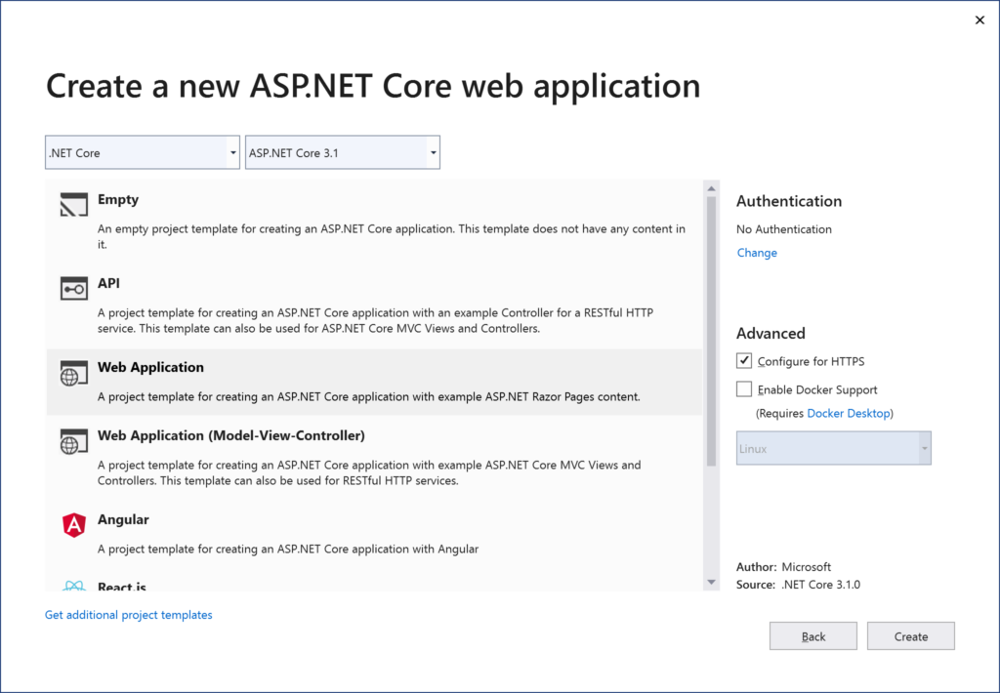 Create a new ASP.NET Core web application
.NET Core
ASP.NET Core 3.1
Empty
An empty project template for creating an ASP.NET Core application. This template does not have any content in
it.
API
A project template for creating an ASP.NET Core application with an example Controller for a RESTful HTTP
service. This template can also be used for ASP.NET Core MVC Views and Controllers.
Web Application
A project template for creating an ASP.NET Core application with example ASP.NET Razor Pages content.
Web Application (Model-View-Controller)
A project template for creating an ASP.NET Core application with example ASP.NET Core MVC Views and
Controllers. This template can also be used for RESTful HTTP services.
Angular
A project template for creating an ASP.NET Core application with Angular
React.js
Get additional project templates
Authentication
No Authentication
Change
Advanced
Configure for HTTPS
Enable Docker Support
(Requires Docker Desktop)
Linux
Author: Microsoft
Source: .NET Core 3.1.0
Back
Create